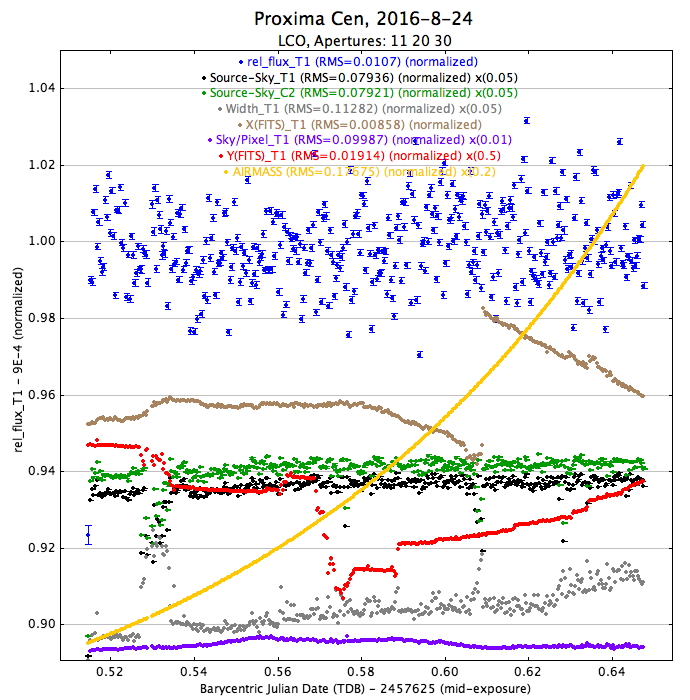 Proxima Cen, 2016-8-24
LCO, Apertures: 11 20 30
rel_flux_T1 (RMS=0.0107) (normalized)
Source-Sky_T1 (RMS=0.07936) (normalized) x(0.05)
Source-Sky_C2 (RMS=0.07921) (normalized) x(0.05)
Width_T1 (RMS=0.11282) (normalized) x(0.05)
X(FITS)_T1 (RMS=0.00858) (normalized)
Sky/Pixel_T1 (RMS=0.09987) (normalized) x(0.01)
Y(FITS)_T1 (RMS=0.01914) (normalized) x(0.5)
AIRMASS (normalized) x(0.2)
rel_flux_T1 - 9E-4 (normalized)
1.04
1.02
1.00
0.98
0.96
0.94
0.92
0.90
0.52 0.54 0.56 0.58 0.60 0.62 0.64
Barycentric Julian Date (TDB) - 2457625 (mid-exposure)